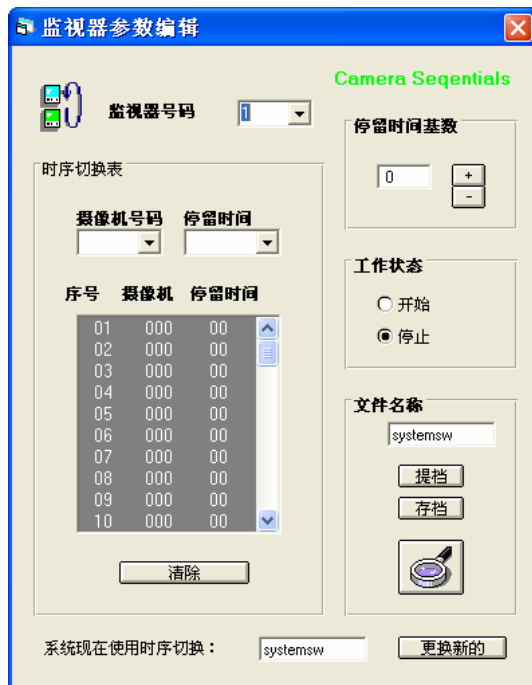 监视器参数编辑
Camera Seqentials
监视器号码 1
停留时间基数
0 + -
时序切换表
摄像机号码 停留时间
序号 摄像机 停留时间
01 000 00
02 000 00
03 000 00
04 000 00
05 000 00
06 000 00
07 000 00
08 000 00
09 000 00
10 000 00
清除
工作状态
开始
停止
文件名称
systemsw
提档
存档
系统现在使用时序切换： systemsw 更换新的